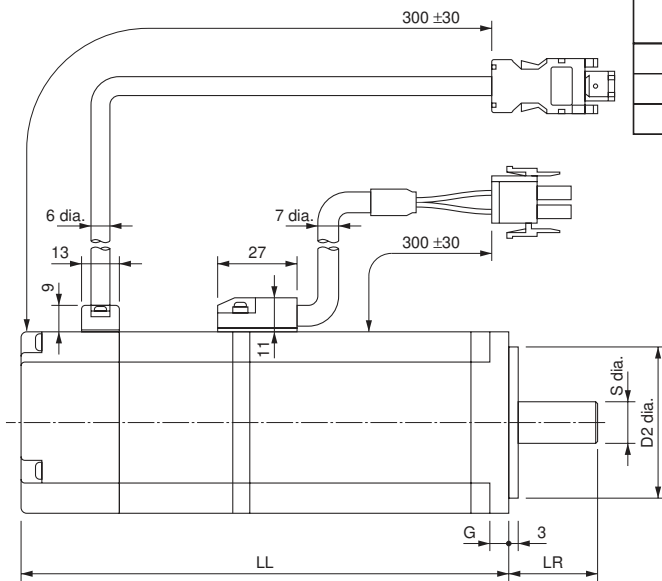 300 ±30
6 dia.
7 dia.
300 ±30
13
27
9
11
S dia.
D2 dia.
G
3
LL
LR